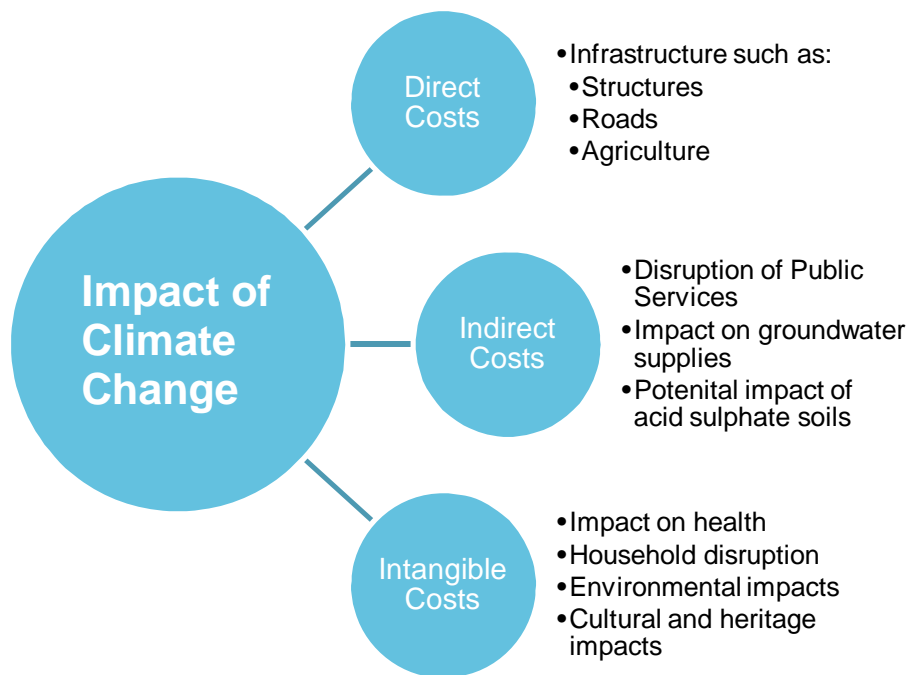 Direct
Costs
•Infrastructure such as:
•Structures
•Roads
•Agriculture
Impact of
Climate
Change
Indirect
Costs
•Disruption of Public
Services
•Impact on groundwater
supplies
•Potenital impact of
acid sulphate soils
Intangible
Costs
•Impact on health
•Household disruption
•Environmental impacts
•Cultural and heritage
impacts